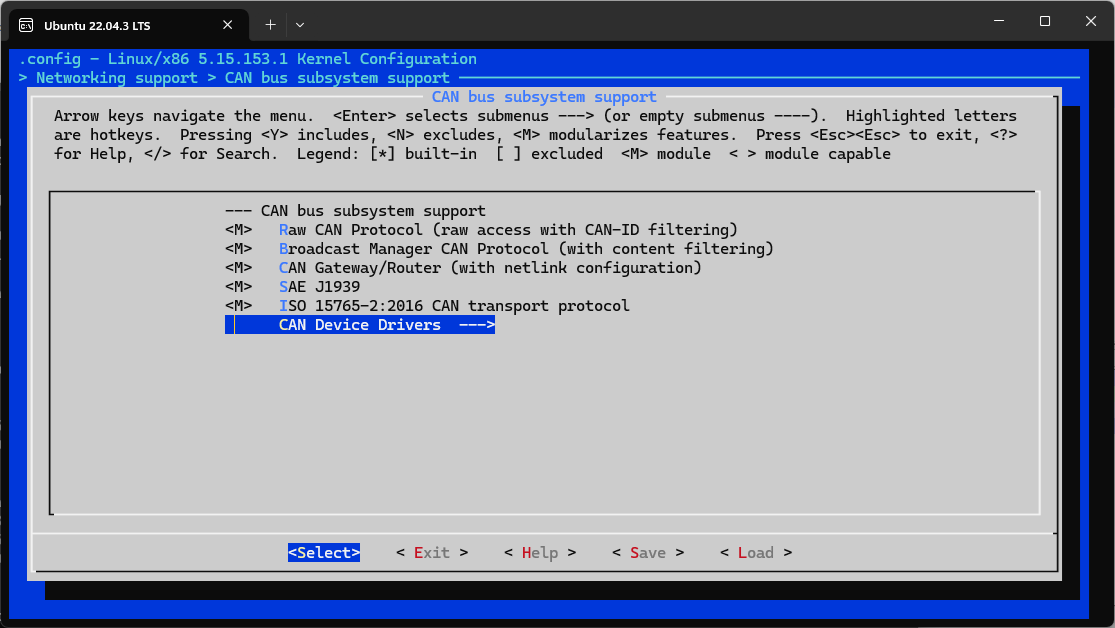 Ubuntu 22.04.3 LTS
.config - Linux/x86 5.15.153.1 Kernel Configuration
> Networking support > CAN bus subsystem support
CAN bus subsystem support
Arrow keys navigate the menu.  <Enter> selects submenus ---> (or empty submenus ----).  Highlighted letters
are hotkeys.  Pressing <Y> includes, <N> excludes, <M> modularizes features.  Press <Esc><Esc> to exit, <?>
for Help, </> for Search.  Legend: [*] built-in  [ ] excluded  <M> module  < > module capable
--- CAN bus subsystem support
<M>   Raw CAN Protocol (raw access with CAN-ID filtering)
<M>   Broadcast Manager CAN Protocol (with content filtering)
<M>   CAN Gateway/Router (with netlink configuration)
<M>   SAE J1939
<M>   ISO 15765-2:2016 CAN transport protocol
CAN Device Drivers  --->
<Select>    < Exit >    < Help >    < Save >    < Load >